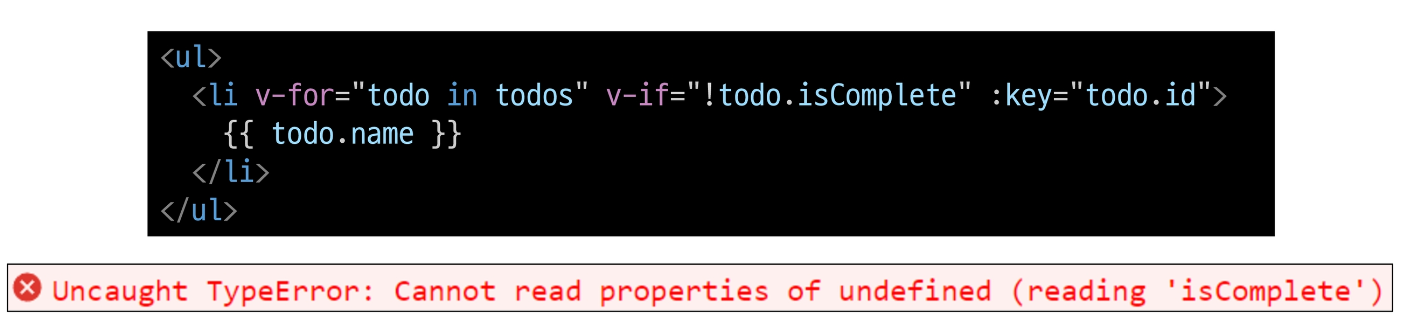 <ul>
<li v-for="todo in todos" v-if="!todo.isComplete" :key="todo.id">
{{ todo.name }}
</li>
</ul>
Uncaught TypeError: Cannot read properties of undefined (reading 'isComplete')